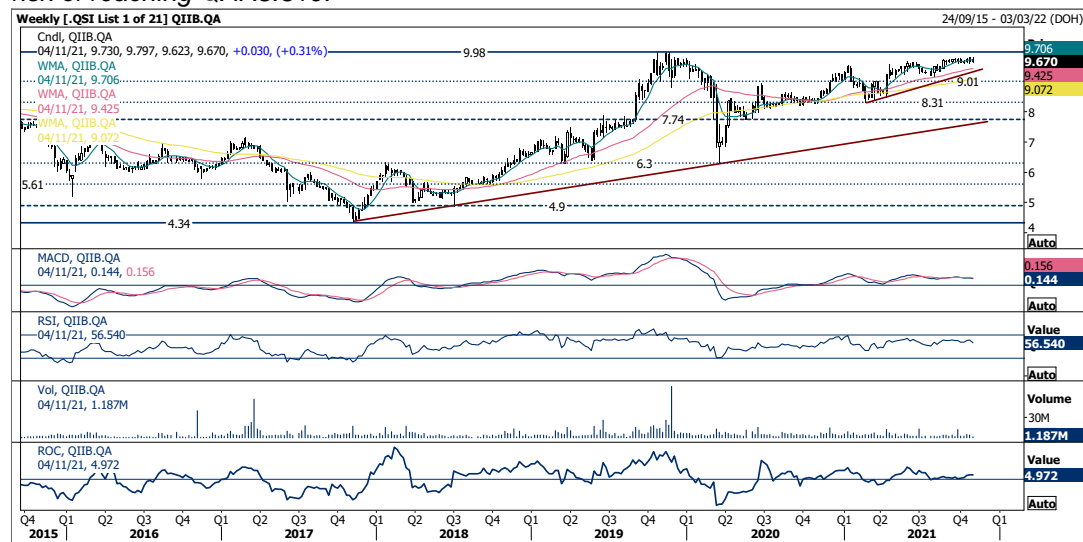 Weekly [.QSI List 1 of 21] QIIB.QA 24/09/15 - 03/03/22 (DOH)
Cndl, QIIB.QA
04/11/21, 9.730, 9.797, 9.623, 9.670, +0.030, (+0.31%)
WMA, QIIB.QA
04/11/21, 9.706
WMA, QIIB.QA
04/11/21, 9.425
WMA, QIIB.QA
04/11/21, 9.072
9.98
9.01
8.31
7.74
6.3
5.61
4.9
4.34
9.706
9.670
9.425
9.072
8
7
6
5
4
Auto
MACD, QIIB.QA
04/11/21, 0.144, 0.156
0.156
0.144
Auto
RSI, QIIB.QA
04/11/21, 56.540
Value
56.540
Auto
Vol, QIIB.QA
04/11/21, 1.187M
Volume
30M
1.187M
ROC, QIIB.QA
04/11/21, 4.972
Value
4.972
Auto
Q4 Q1 Q2 Q3 Q4 Q1 Q2 Q3 Q4 Q1 Q2 Q3 Q4 Q1 Q2 Q3 Q4 Q1 Q2 Q3 Q4 Q1 Q2 Q3 Q4 Q1
2015 2016 2017 2018 2019 2020 2021